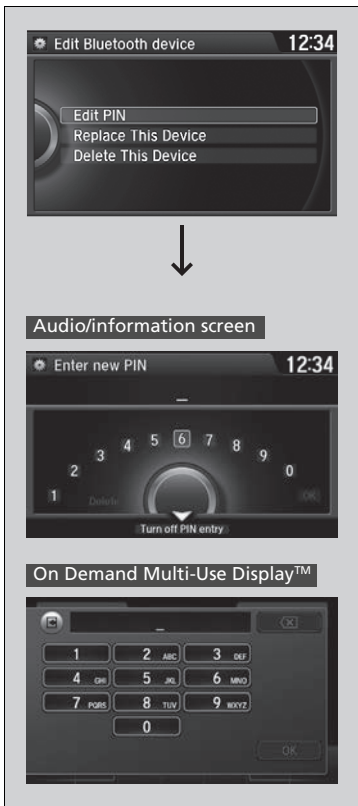 Edit Bluetooth device 12:34
Edit PIN
Replace This Device
Delete This Device
Audio/information screen
Enter new PIN 12:34
_
1 2 3 4 5 6 7 8 9 0
Delete OK
Turn off PIN entry
On Demand Multi-Use Display™
_
1 2 ABC 3 DEF
4 GHI 5 JKL 6 MNO
7 PQRS 8 TUV 9 WXYZ
0
OK